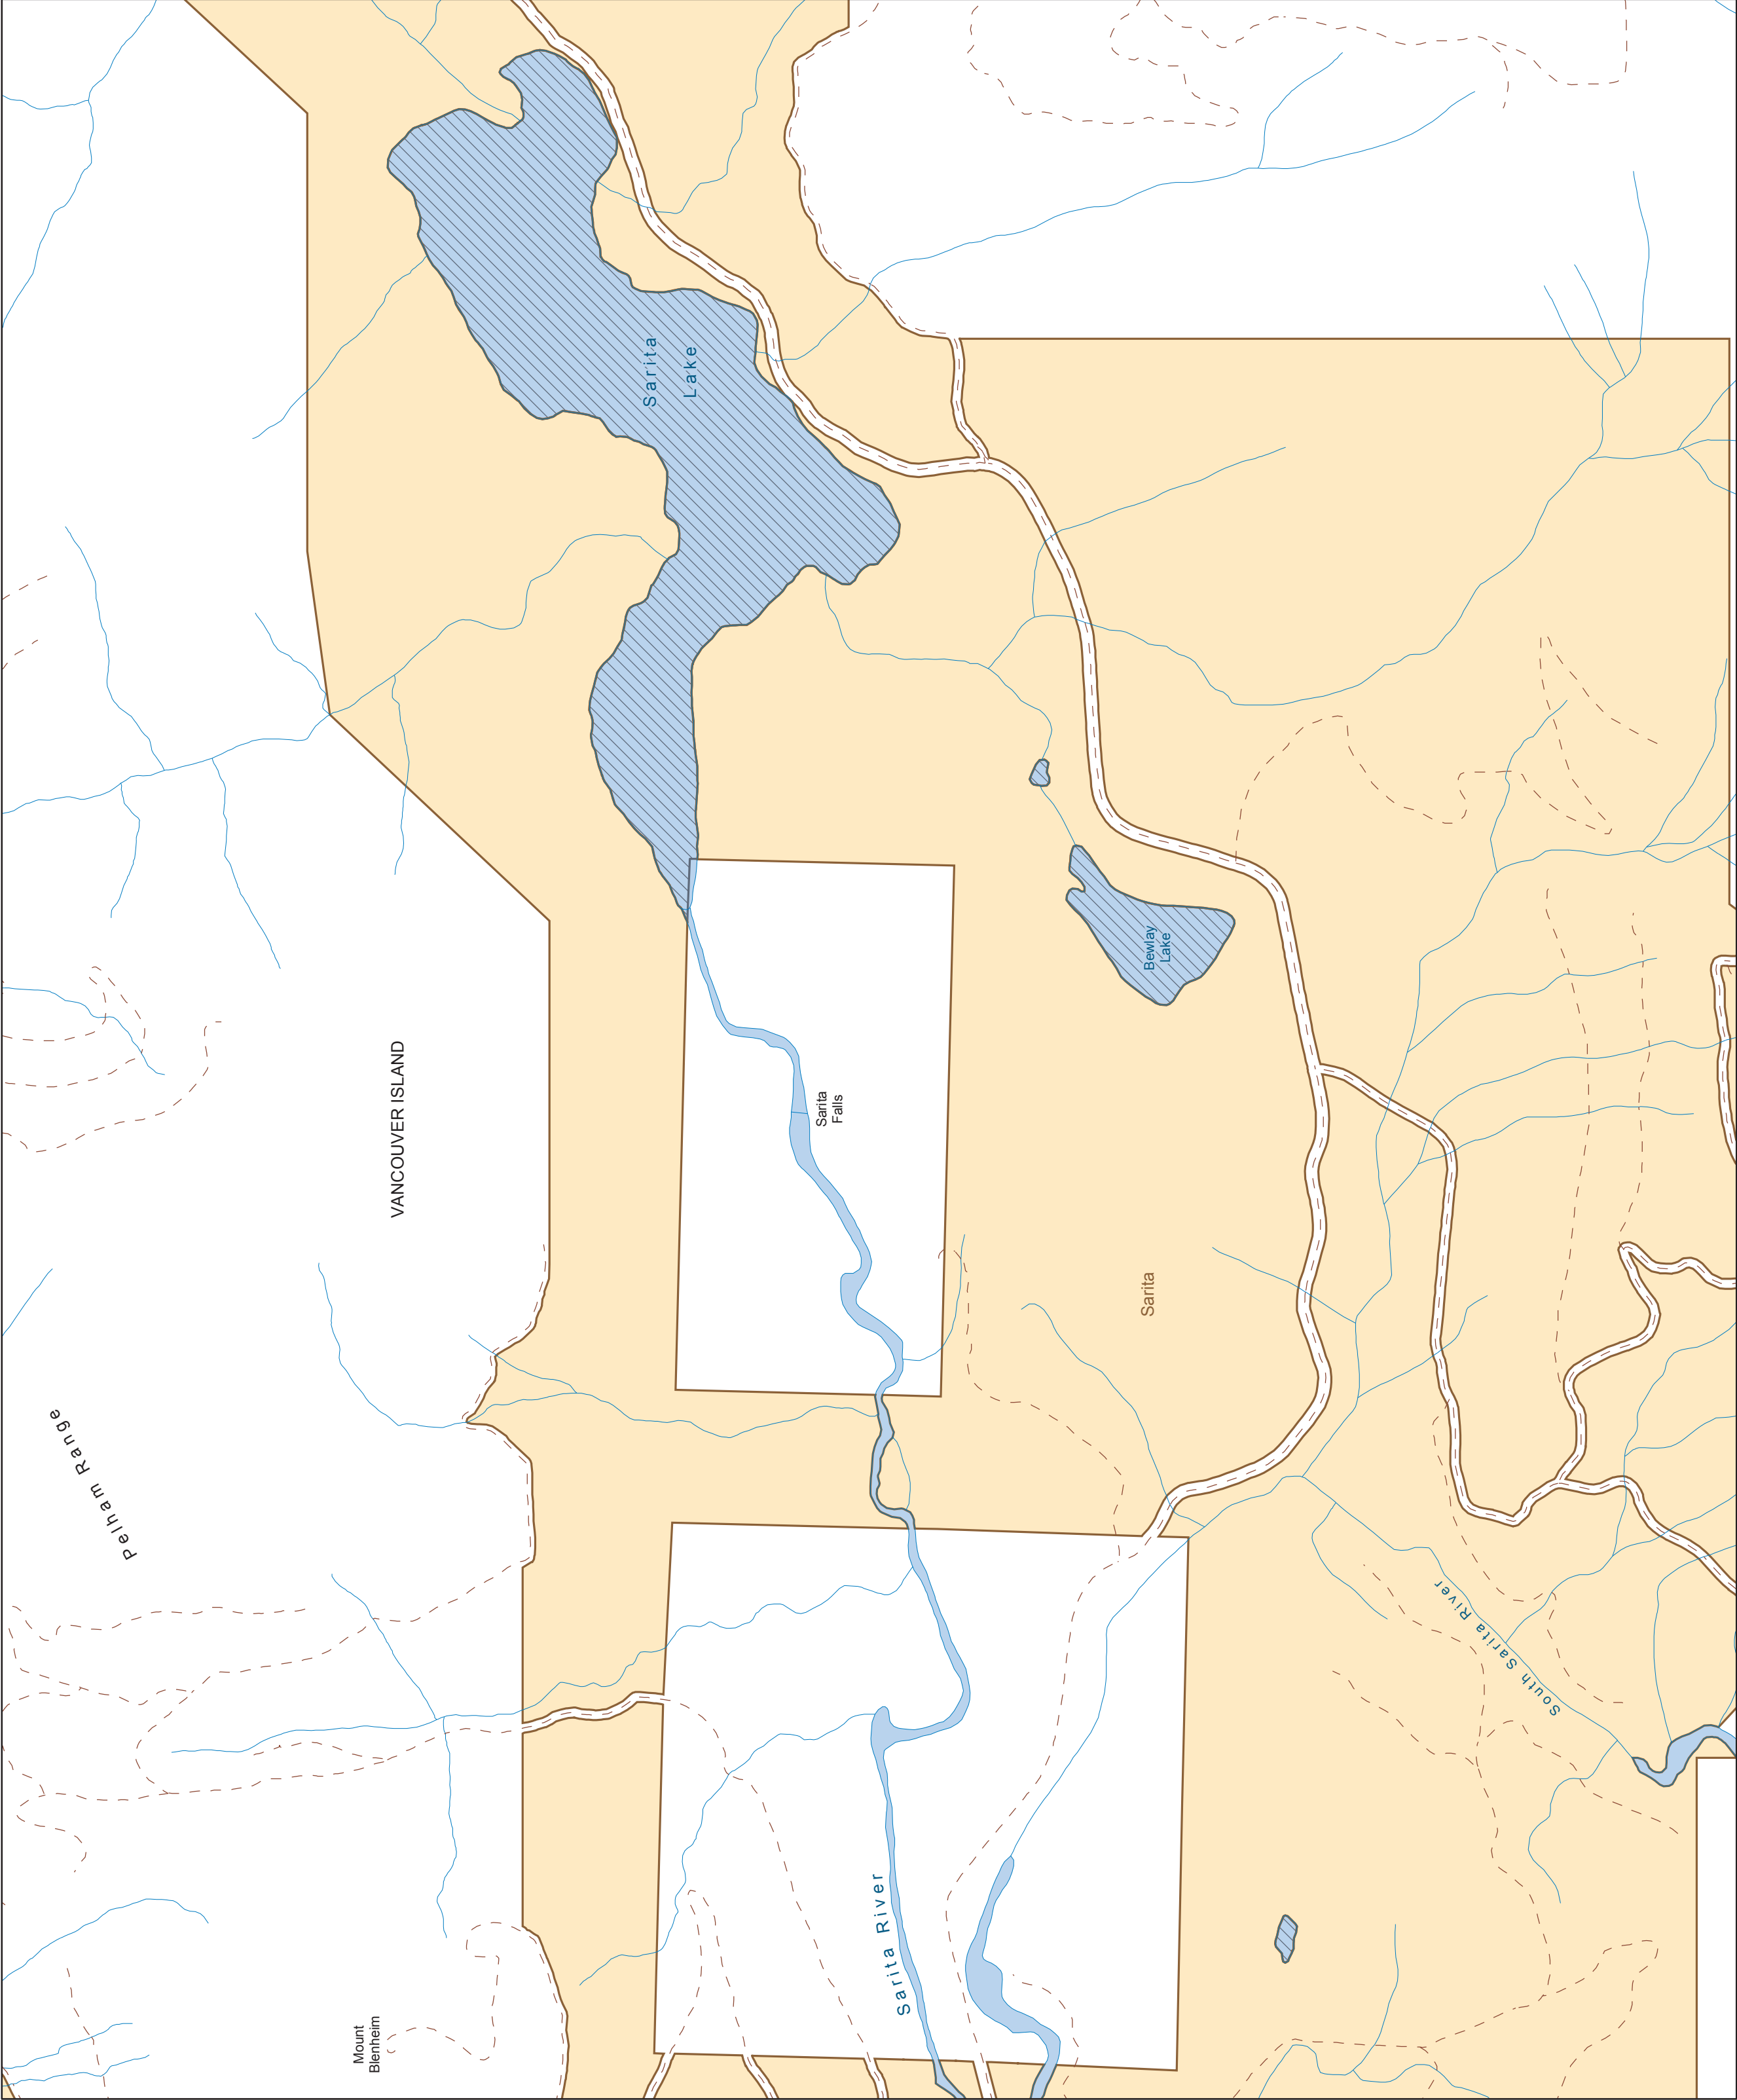 Sarita
Lake
Bewlay
Lake
VANCOUVER ISLAND
Sarita
Falls
Sarita
Pelham Range
South Sarita River
Sarita River
Mount
Blenheim